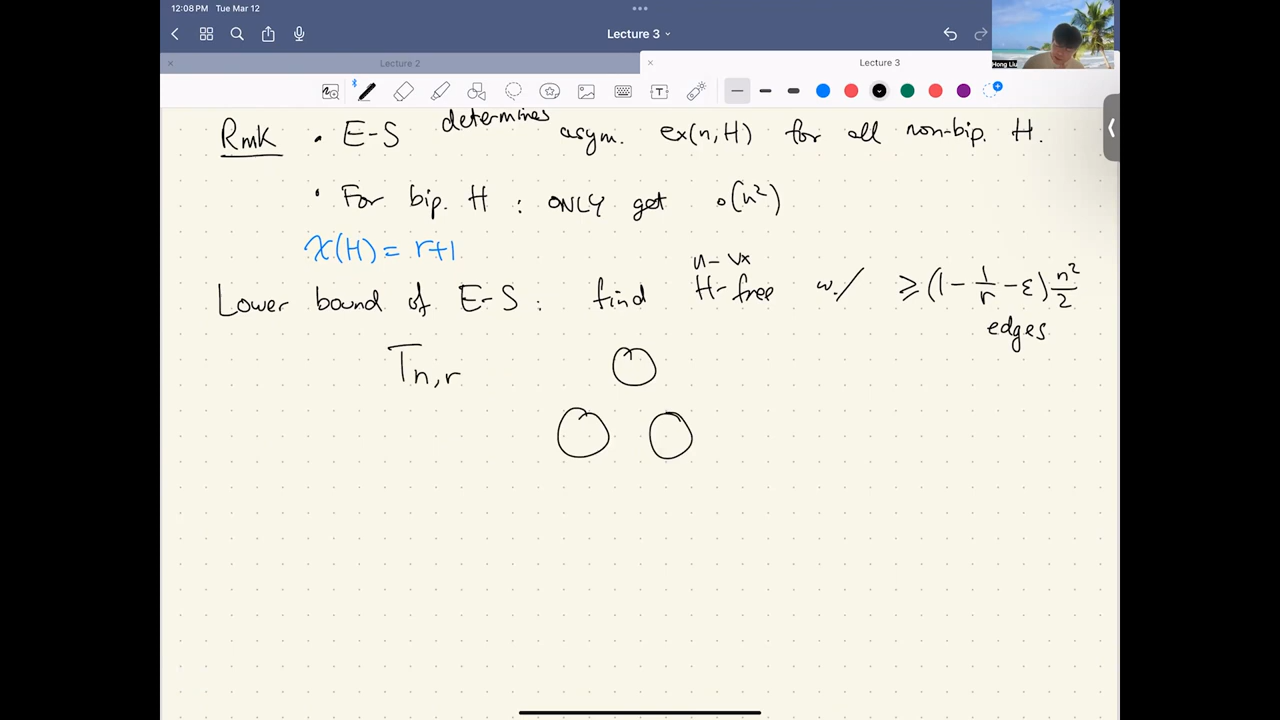 12:08 PM Tue Mar 12
Lecture 3
Lecture 2
Lecture 3
Hong Liu
Rmk • E-S determines asym. ex(n, H) for all non-bip. H.
• For bip. H : ONLY get o(n²)
χ(H) = r+1
n-vx
Lower bound of E-S : find H-free w./ ≥ (1 - 1/r - ε) n²/2
edges
T_{n,r}